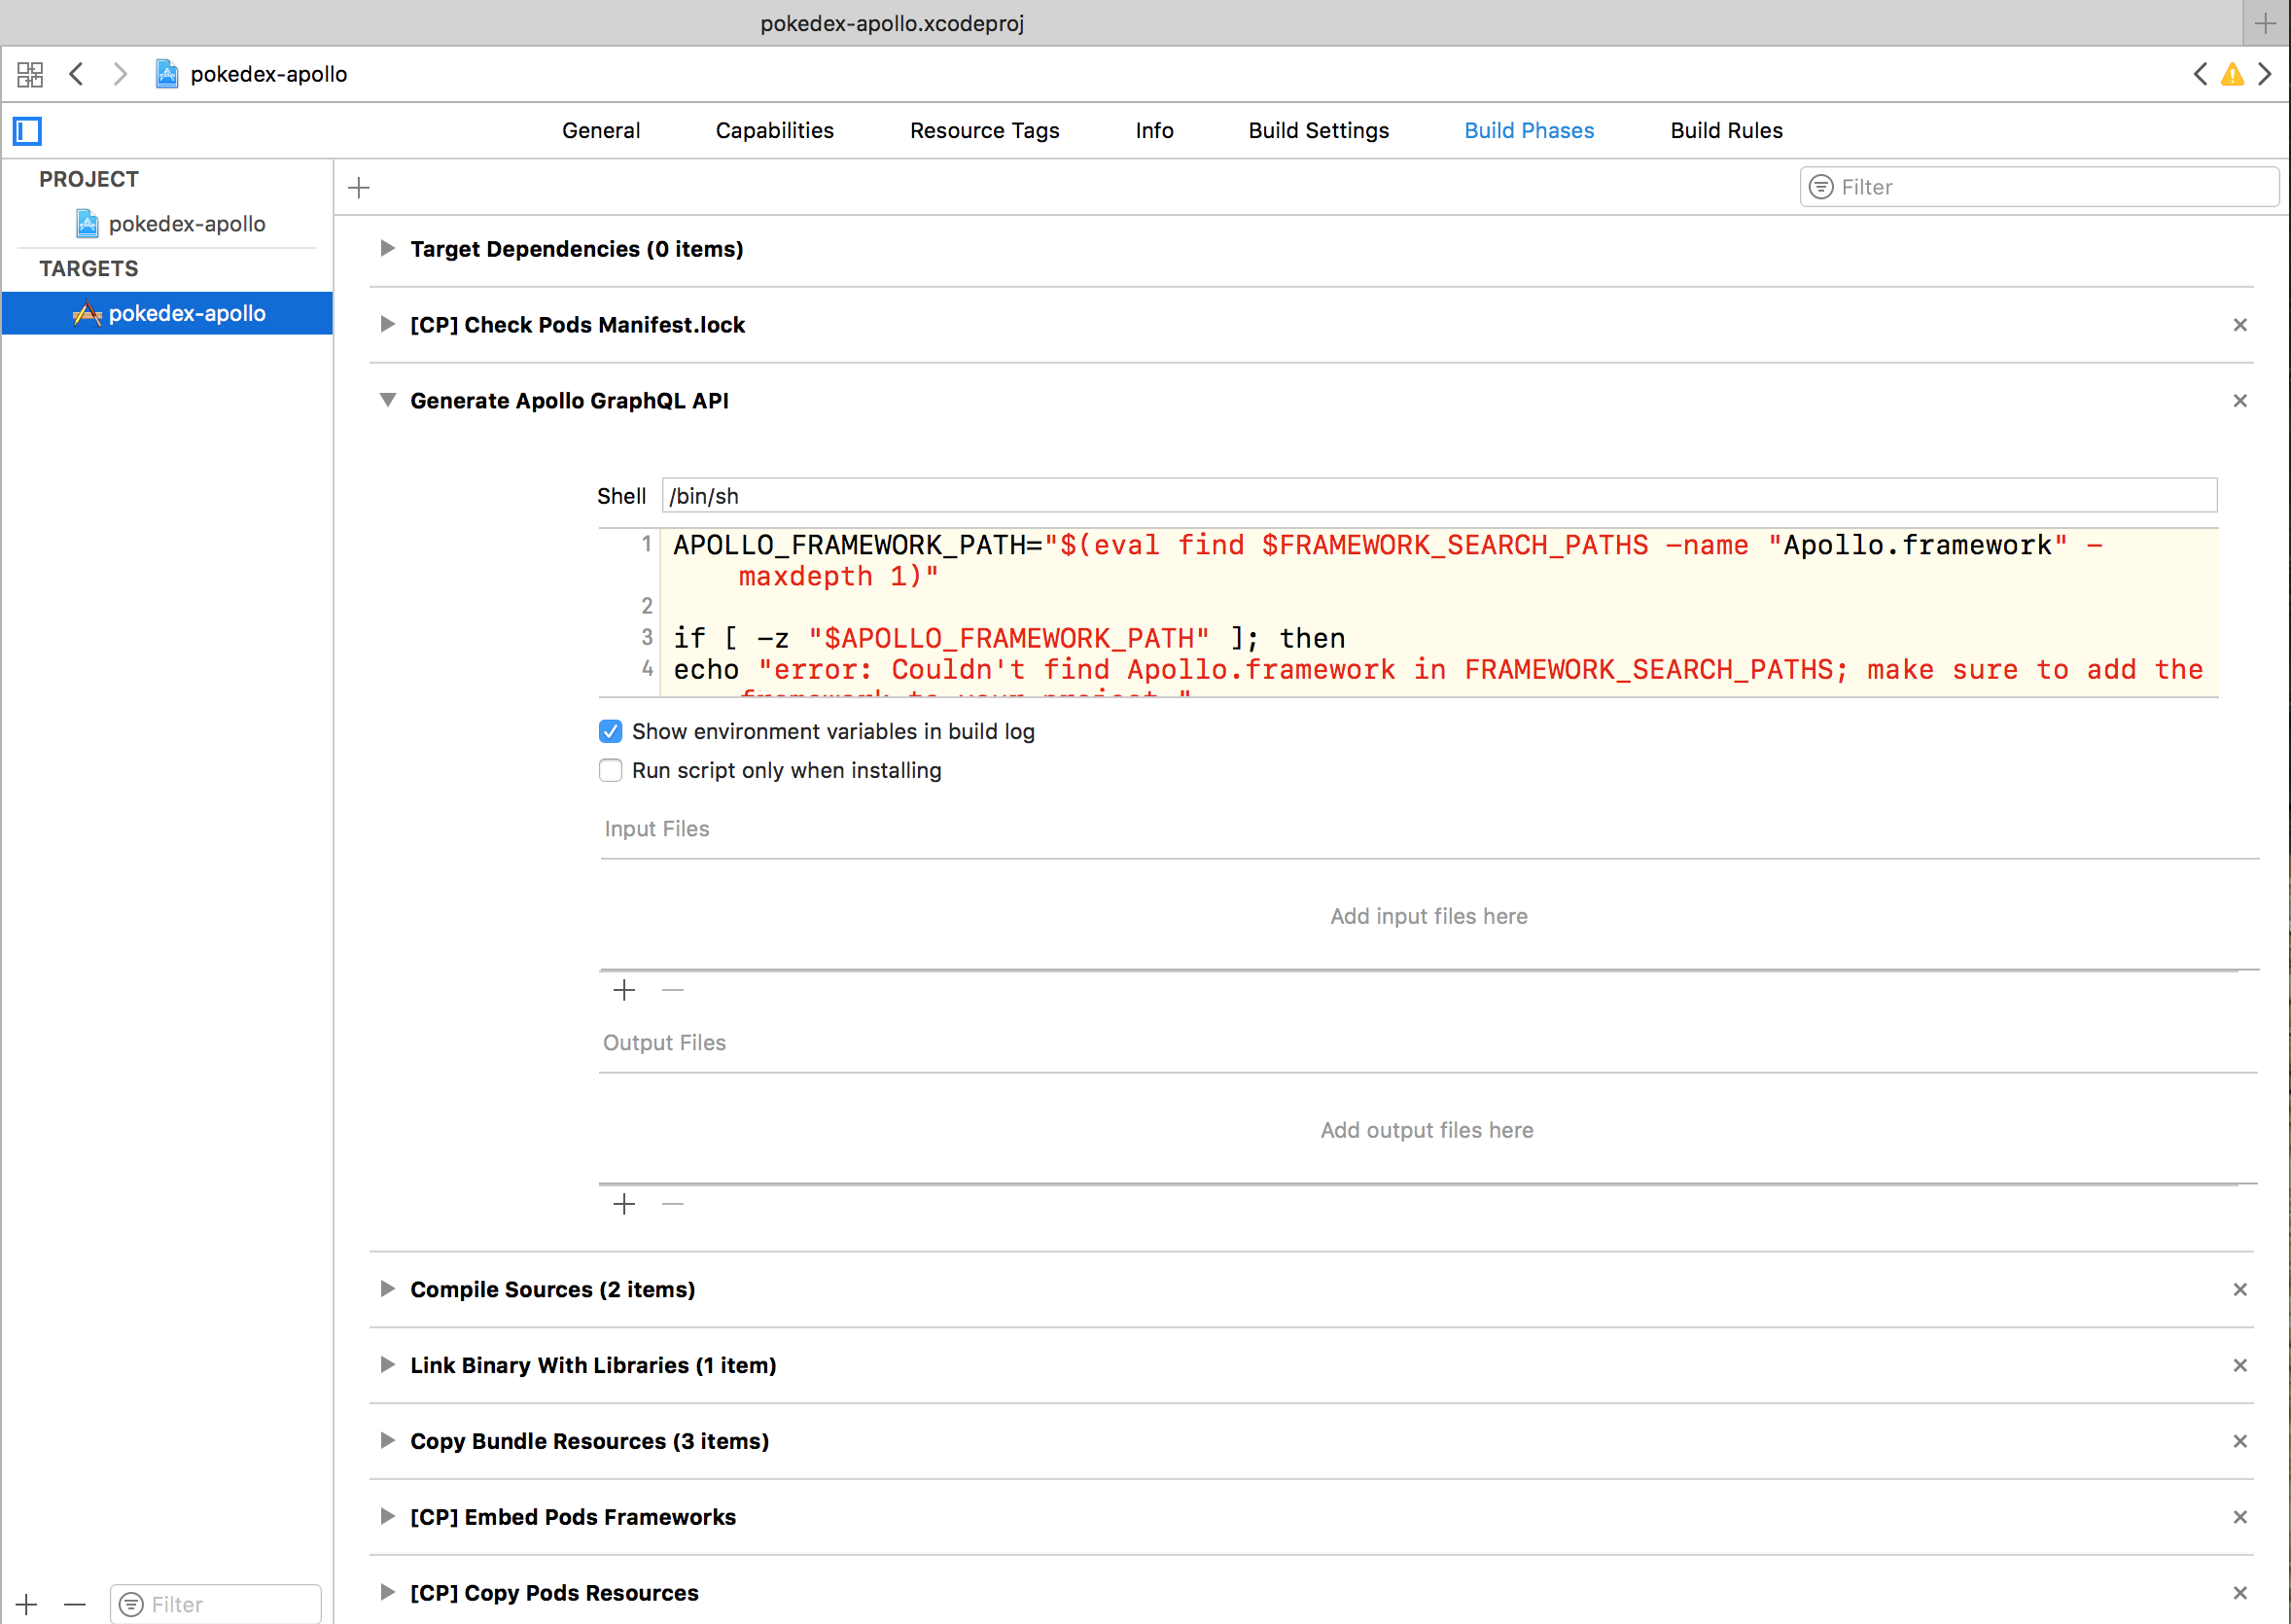 pokedex-apollo.xcodeproj
pokedex-apollo
General Capabilities Resource Tags Info Build Settings Build Phases Build Rules
PROJECT
pokedex-apollo
TARGETS
pokedex-apollo
Filter
Target Dependencies (0 items)
[CP] Check Pods Manifest.lock
Generate Apollo GraphQL API
Shell /bin/sh
1 APOLLO_FRAMEWORK_PATH="$(eval find $FRAMEWORK_SEARCH_PATHS -name "Apollo.framework" -
maxdepth 1)"
2
3 if [ -z "$APOLLO_FRAMEWORK_PATH" ]; then
4 echo "error: Couldn't find Apollo.framework in FRAMEWORK_SEARCH_PATHS; make sure to add the
framework to your project."
Show environment variables in build log
Run script only when installing
Input Files
Add input files here
Output Files
Add output files here
Compile Sources (2 items)
Link Binary With Libraries (1 item)
Copy Bundle Resources (3 items)
[CP] Embed Pods Frameworks
[CP] Copy Pods Resources
Filter